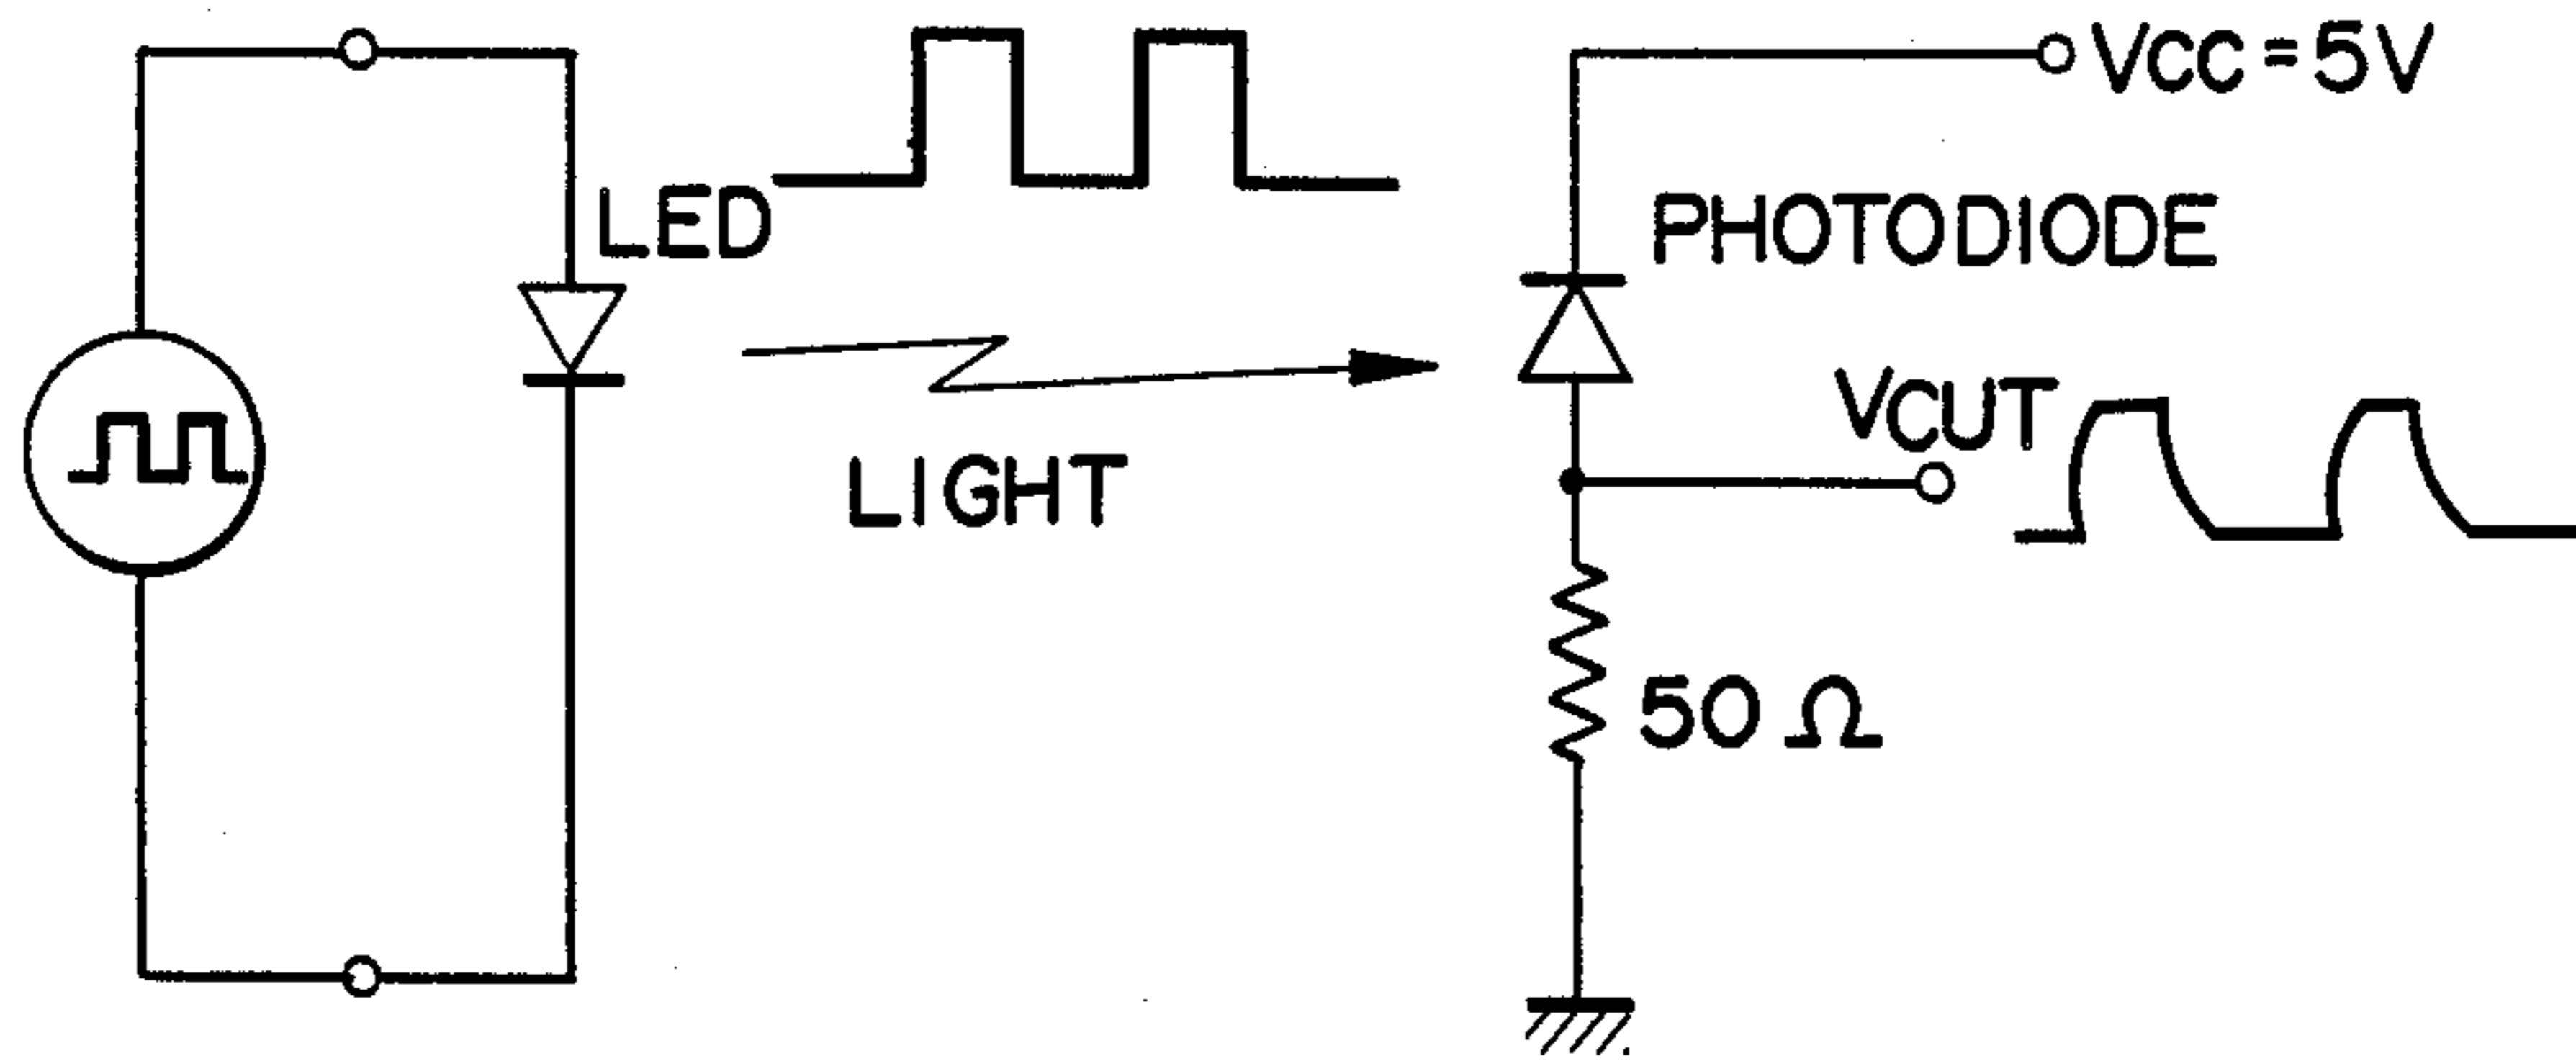 VCC = 5V
LED
PHOTODIODE
VCUT
LIGHT
50 Ω